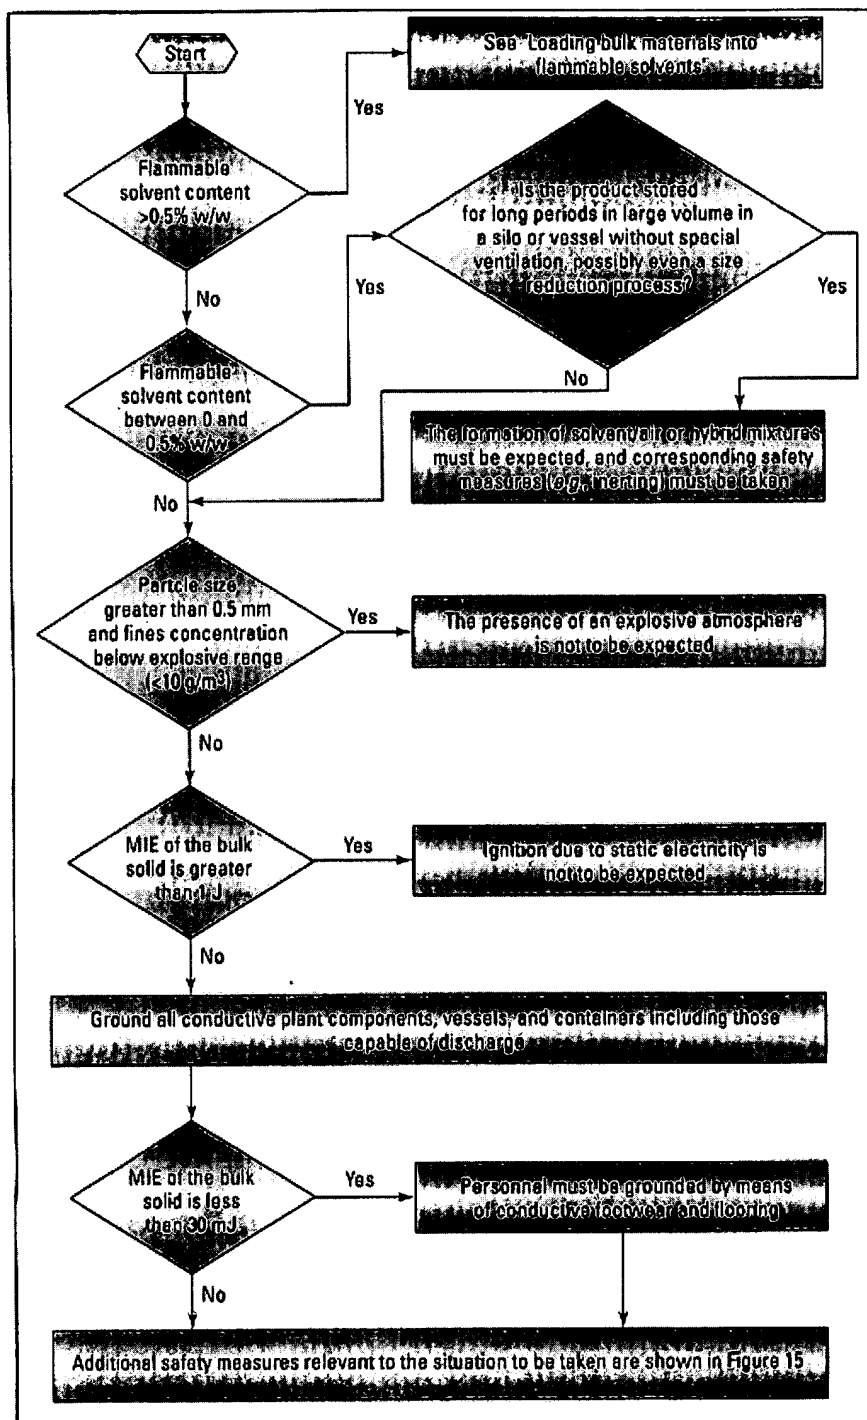 Start
See "Loading bulk materials into
flammable solvents"
Yes
Flammable
solvent content
>0.5% w/w
Is the product stored
for long periods in large volume in
a silo or vessel without special
ventilation, possibly even a size
reduction process?
Yes
Yes
No
No
Flammable
solvent content
between 0 and
0.5% w/w
The formation of solvent/air or hybrid mixtures
must be expected, and corresponding safety
measures (e.g., inerting) must be taken
No
Partcle size
greater than 0.5 mm
and fines concentration
below explosive range
(<10 g/m³)
Yes
The presence of an explosive atmosphere
is not to be expected
No
MIE of the bulk
solid is greater
than 1 J
Yes
Ignition due to static electricity is
not to be expected
No
Ground all conductive plant components, vessels, and containers including those
capable of discharge
MIE of the bulk
solid is less
then 30 mJ
Yes
Personnel must be grounded by means
of conductive footwear and flooring
No
Additional safety measures relevant to the situation to be taken are shown in Figure 15